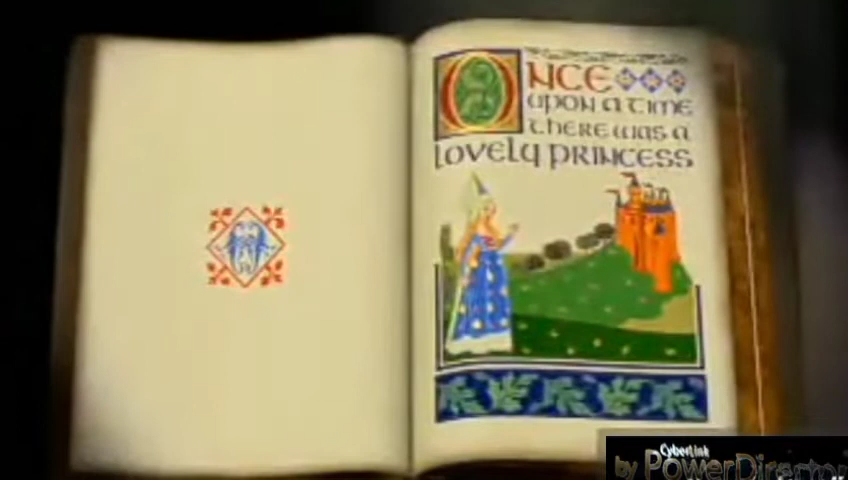 ONCE
UPON A TIME
THERE WAS A
LOVELY PRINCESS
CyberLink
by PowerDirector